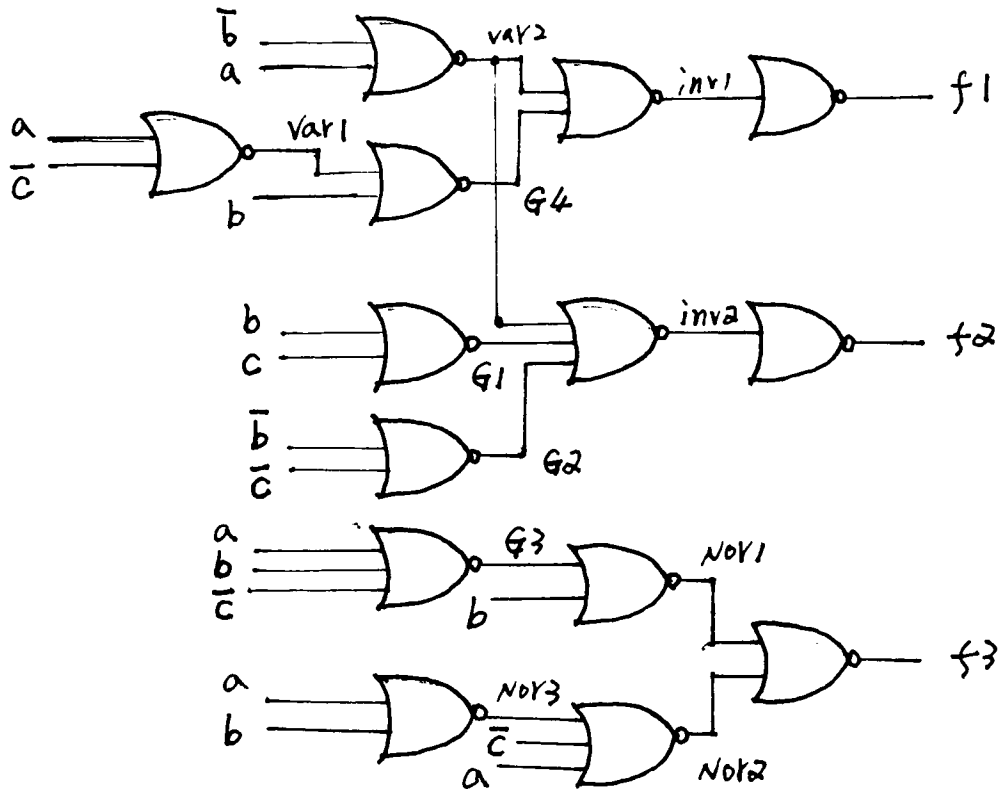 b̅
a
var2
inv1
f1
a
c̅
var1
b
G4
b
c
G1
inv2
f2
b̅
c̅
G2
a
b
c̅
G3
b
Nor1
f3
a
b
Nor3
c̅
a
Nor2